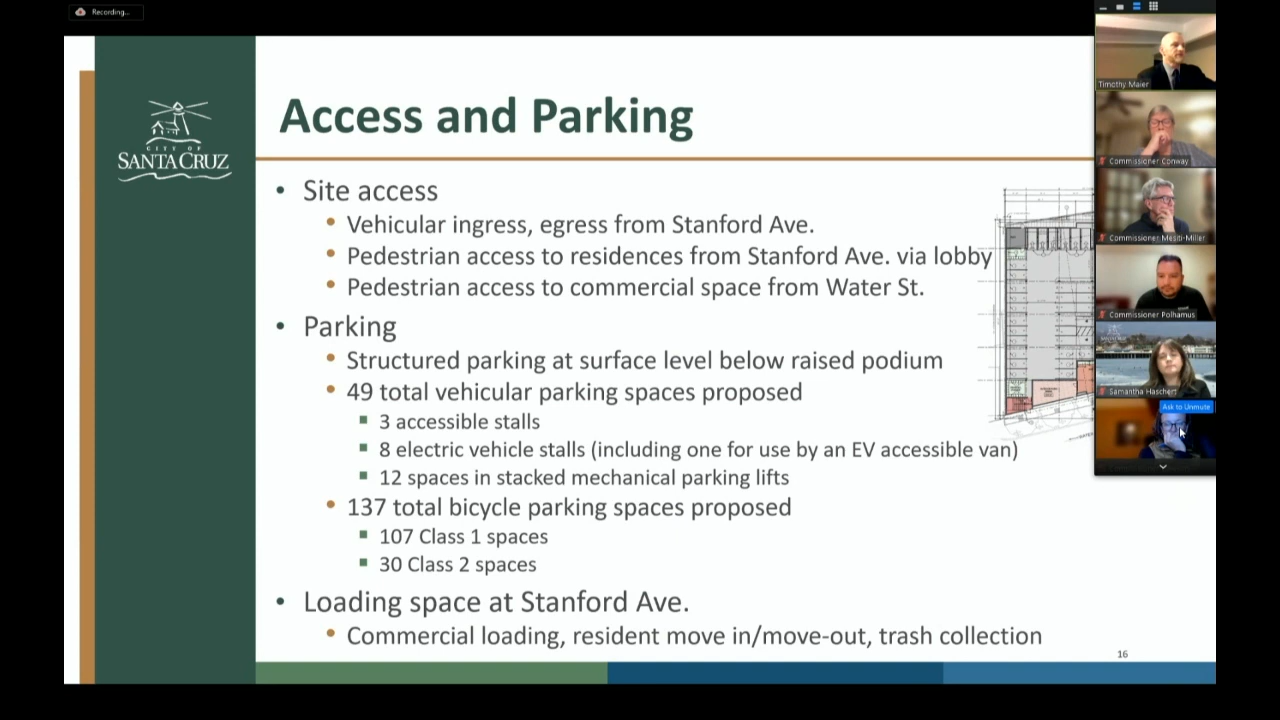 Recording...
CITY OF
SANTA CRUZ
Access and Parking
• Site access
• Vehicular ingress, egress from Stanford Ave.
• Pedestrian access to residences from Stanford Ave. via lobby
• Pedestrian access to commercial space from Water St.
• Parking
• Structured parking at surface level below raised podium
• 49 total vehicular parking spaces proposed
▪ 3 accessible stalls
▪ 8 electric vehicle stalls (including one for use by an EV accessible van)
▪ 12 spaces in stacked mechanical parking lifts
• 137 total bicycle parking spaces proposed
▪ 107 Class 1 spaces
▪ 30 Class 2 spaces
• Loading space at Stanford Ave.
• Commercial loading, resident move in/move-out, trash collection
16
Timothy Maier
Commissioner Conway
Commissioner Mesiti-Miller
Commissioner Polhamus
Samantha Haschert
Ask to Unmute